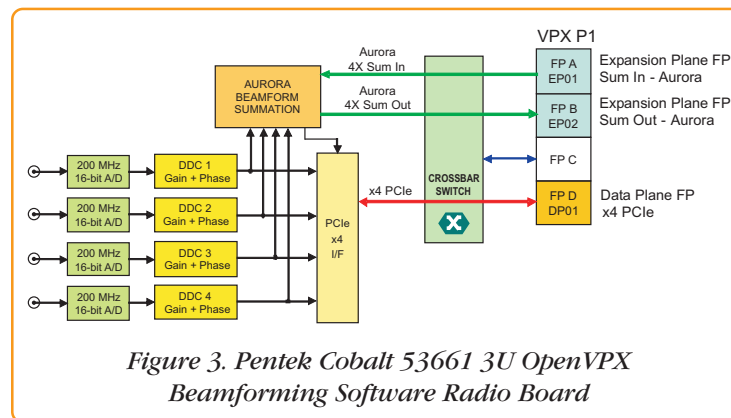 VPX P1
Aurora
4X Sum In
FP A
EP01
Expansion Plane FP
Sum In - Aurora
AURORA
BEAMFORM
SUMMATION
Aurora
4X Sum Out
FP B
EP02
Expansion Plane FP
Sum Out - Aurora
FP C
200 MHz
16-bit A/D
DDC 1
Gain + Phase
200 MHz
16-bit A/D
DDC 2
Gain + Phase
200 MHz
16-bit A/D
DDC 3
Gain + Phase
200 MHz
16-bit A/D
DDC 4
Gain + Phase
PCIe
x4
I/F
x4 PCIe
CROSSBAR
SWITCH
FP D
DP01
Data Plane FP
x4 PCIe
Figure 3. Pentek Cobalt 53661 3U OpenVPX
Beamforming Software Radio Board